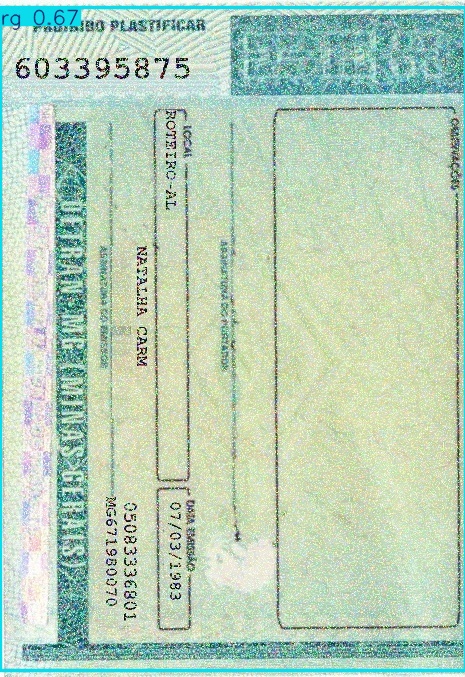 rg 0.67
PROIBIDO PLASTIFICAR
603395875
OBSERVAÇÕES
ASSINATURA DO PORTADOR
LOCAL
ROTEIRO-AL
DATA EMISSÃO
07/03/1983
NATALHA CARM
05083336801
MG671980070
ASSINATURA DO EMISSOR
DETRAN-MG (MINAS GERAIS)